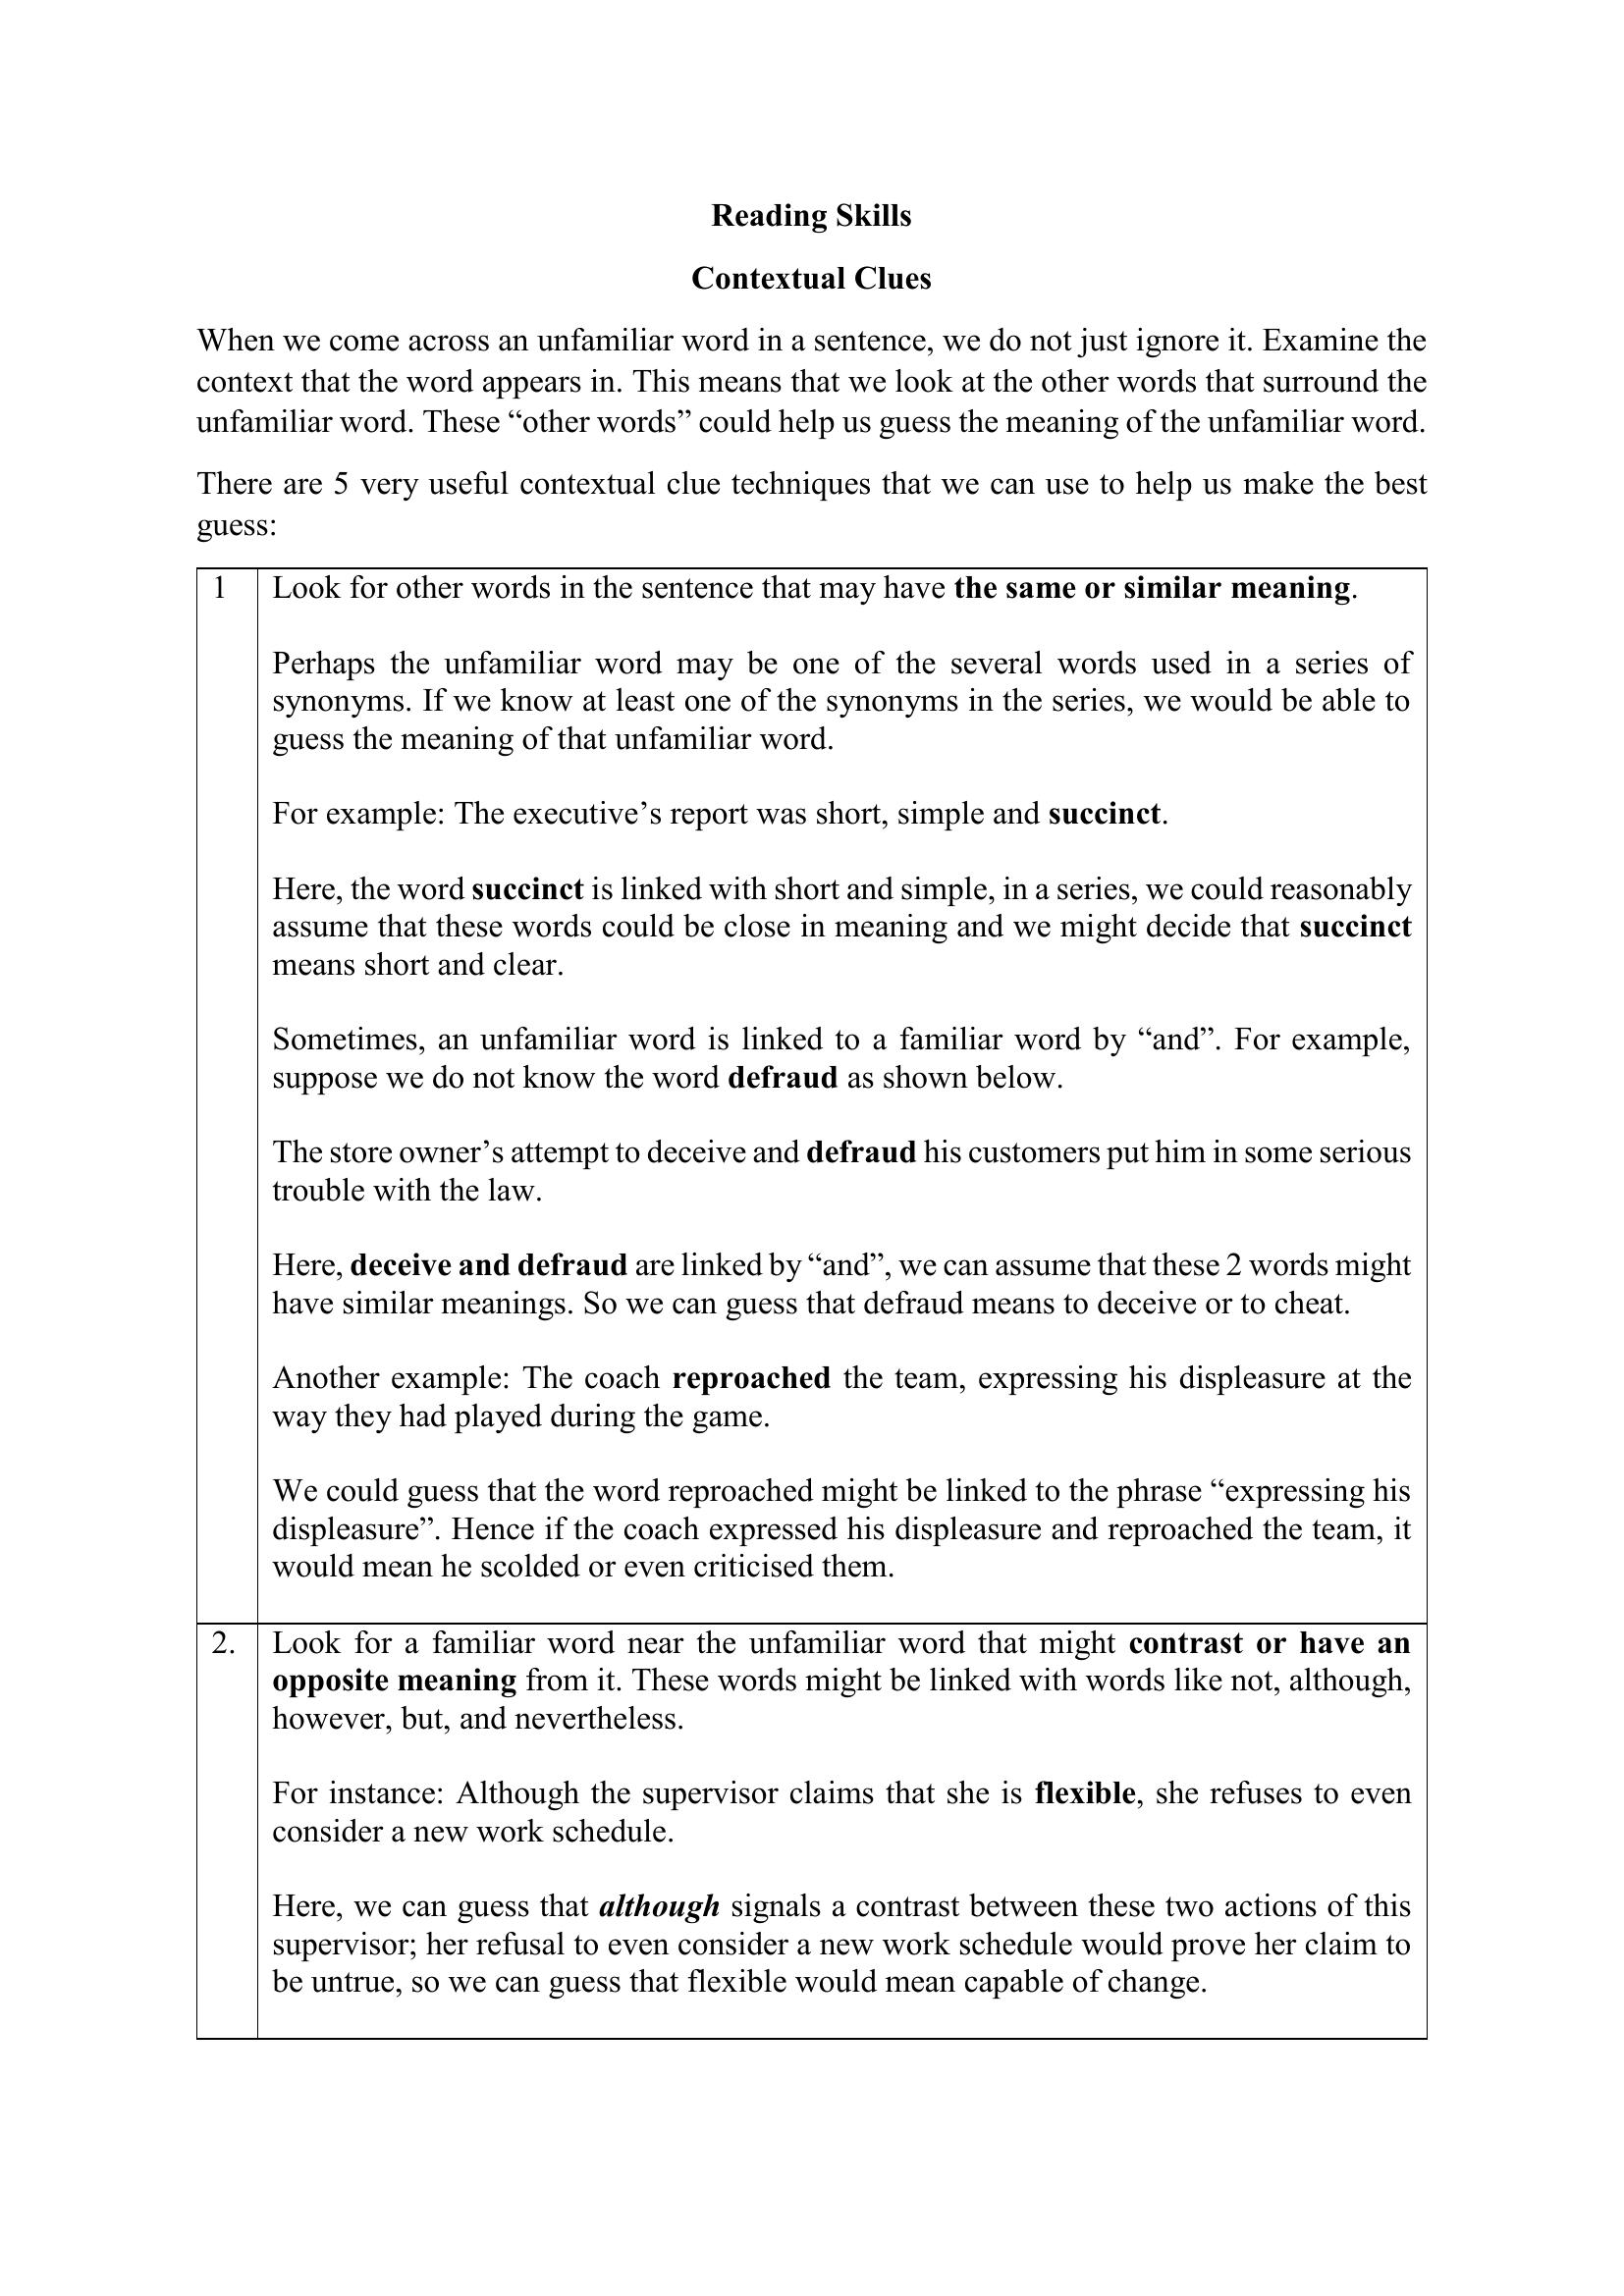 Reading Skills
Contextual Clues
When we come across an unfamiliar word in a sentence, we do not just ignore it. Examine the
context that the word appears in. This means that we look at the other words that surround the
unfamiliar word. These “other words” could help us guess the meaning of the unfamiliar word.
There are 5 very useful contextual clue techniques that we can use to help us make the best
guess:
1 Look for other words in the sentence that may have the same or similar meaning.
Perhaps the unfamiliar word may be one of the several words used in a series of
synonyms. If we know at least one of the synonyms in the series, we would be able to
guess the meaning of that unfamiliar word.
For example: The executive’s report was short, simple and succinct.
Here, the word succinct is linked with short and simple, in a series, we could reasonably
assume that these words could be close in meaning and we might decide that succinct
means short and clear.
Sometimes, an unfamiliar word is linked to a familiar word by “and”. For example,
suppose we do not know the word defraud as shown below.
The store owner’s attempt to deceive and defraud his customers put him in some serious
trouble with the law.
Here, deceive and defraud are linked by “and”, we can assume that these 2 words might
have similar meanings. So we can guess that defraud means to deceive or to cheat.
Another example: The coach reproached the team, expressing his displeasure at the
way they had played during the game.
We could guess that the word reproached might be linked to the phrase “expressing his
displeasure”. Hence if the coach expressed his displeasure and reproached the team, it
would mean he scolded or even criticised them.
2. Look for a familiar word near the unfamiliar word that might contrast or have an
opposite meaning from it. These words might be linked with words like not, although,
however, but, and nevertheless.
For instance: Although the supervisor claims that she is flexible, she refuses to even
consider a new work schedule.
Here, we can guess that although signals a contrast between these two actions of this
supervisor; her refusal to even consider a new work schedule would prove her claim to
be untrue, so we can guess that flexible would mean capable of change.